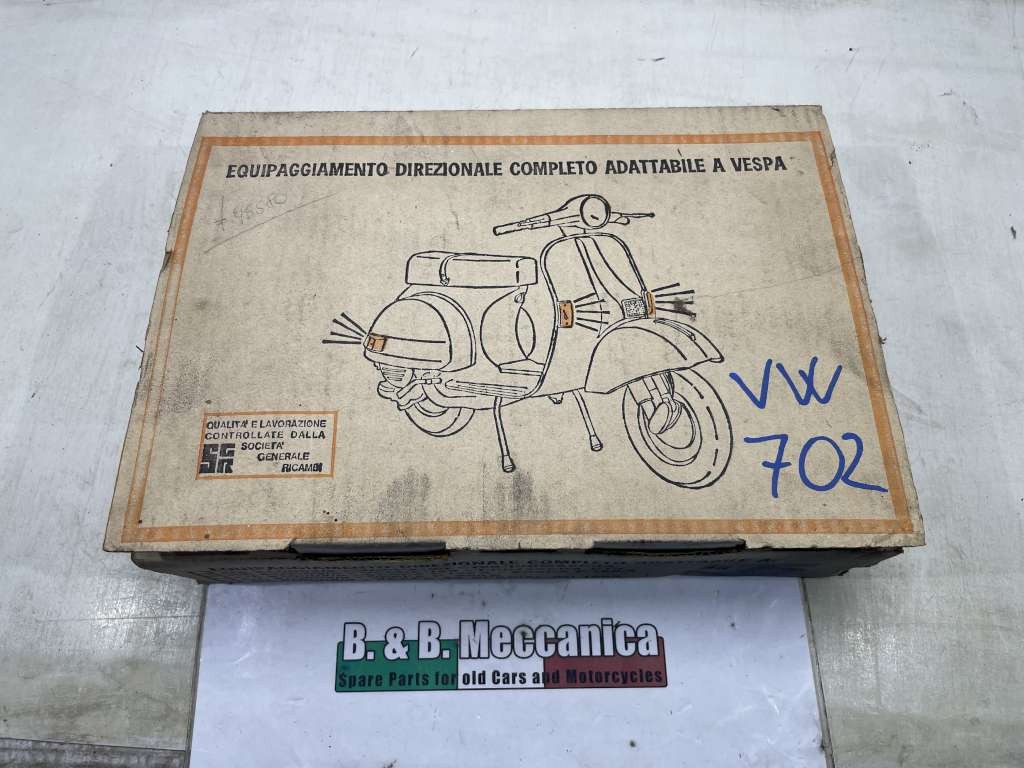 EQUIPAGGIAMENTO DIREZIONALE COMPLETO ADATTABILE A VESPA
VW
702
QUALITA' E LAVORAZIONE
CONTROLLATE DALLA
SGR SOCIETA'
GENERALE
RICAMBI
B. & B. Meccanica
Spare Parts for old Cars and Motorcycles